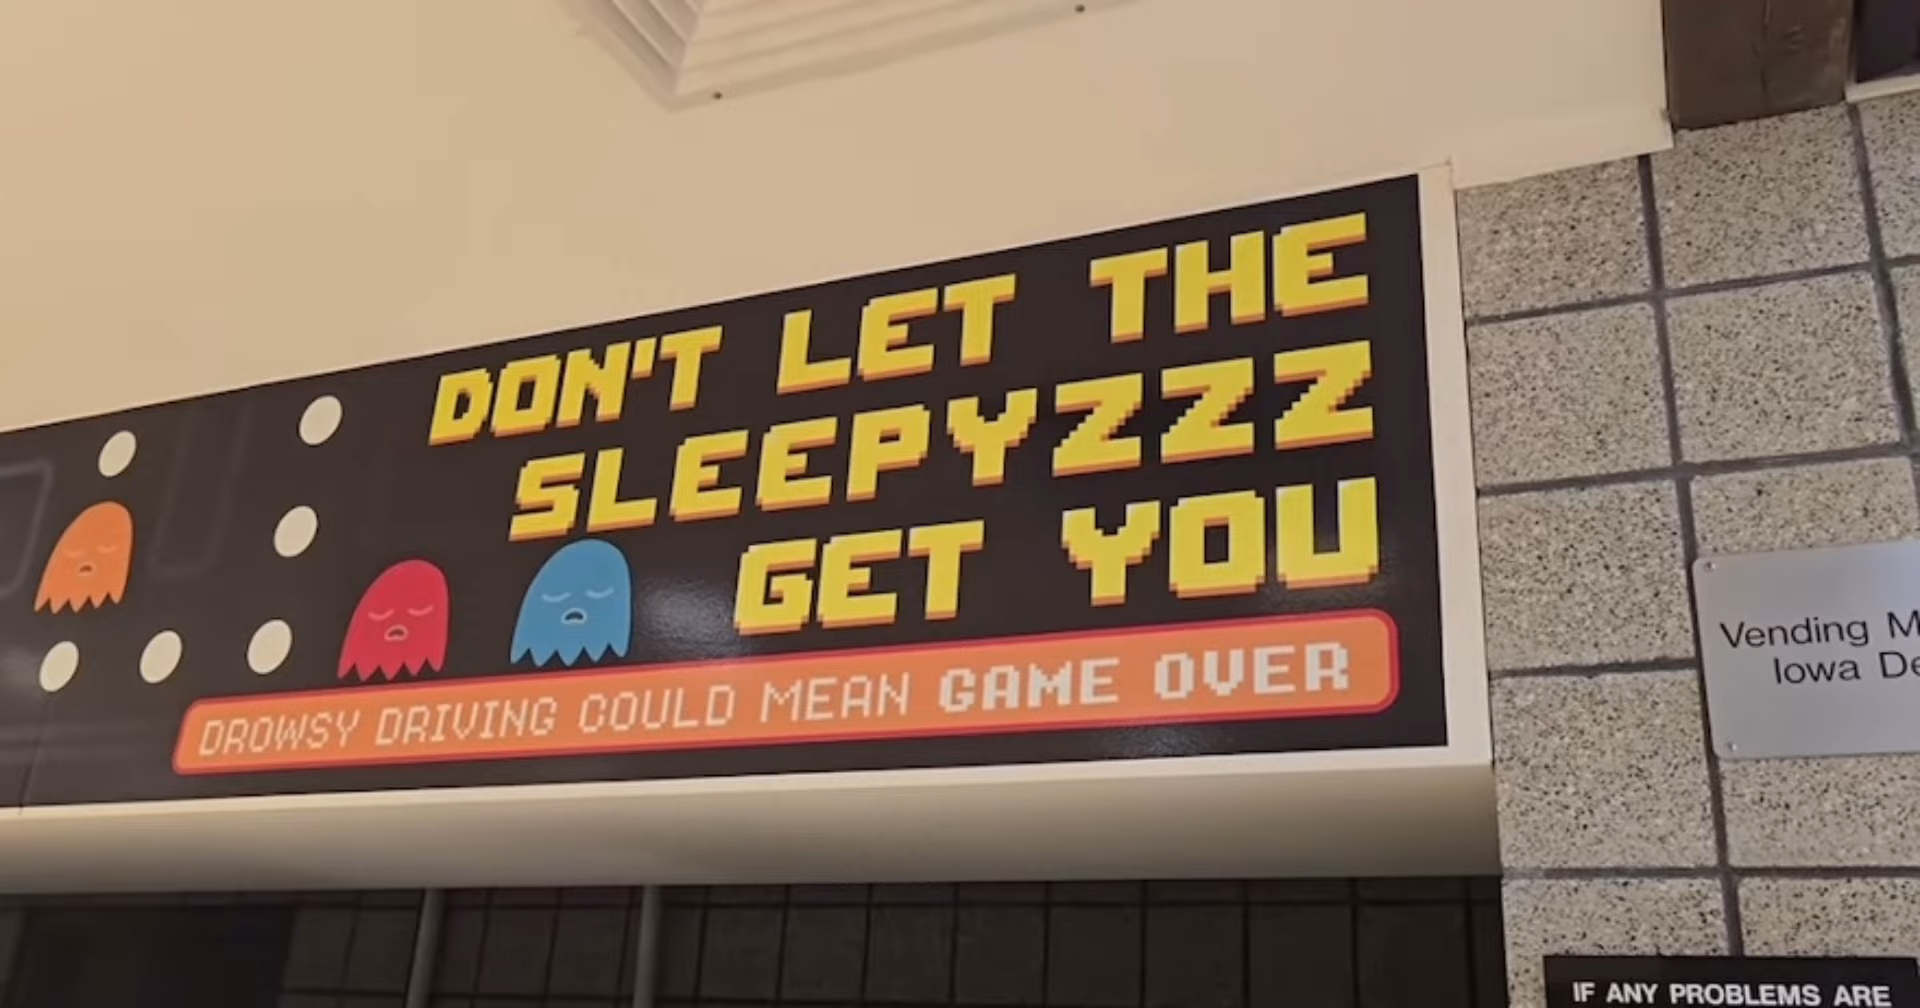 DON'T LET THE
SLEEPYZZZ
GET YOU
DROWSY DRIVING COULD MEAN GAME OVER
Vending
Iowa
IF ANY PROBLEMS ARE